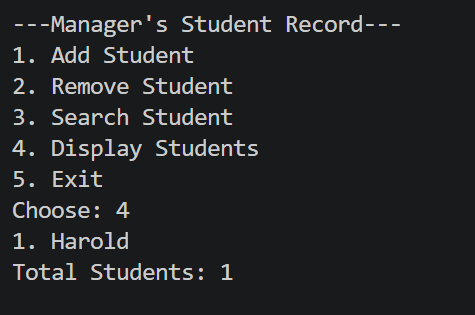 ---Manager's Student Record---
1. Add Student
2. Remove Student
3. Search Student
4. Display Students
5. Exit
Choose: 4
1. Harold
Total Students: 1